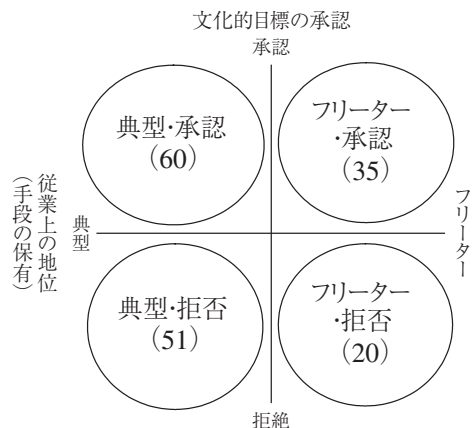 文化的目標の承認
承認
典型・承認
(60)
フリーター
・承認
(35)
従業上の地位
(手段の保有)
典型
フリーター
典型・拒否
(51)
フリーター
・拒否
(20)
拒絶